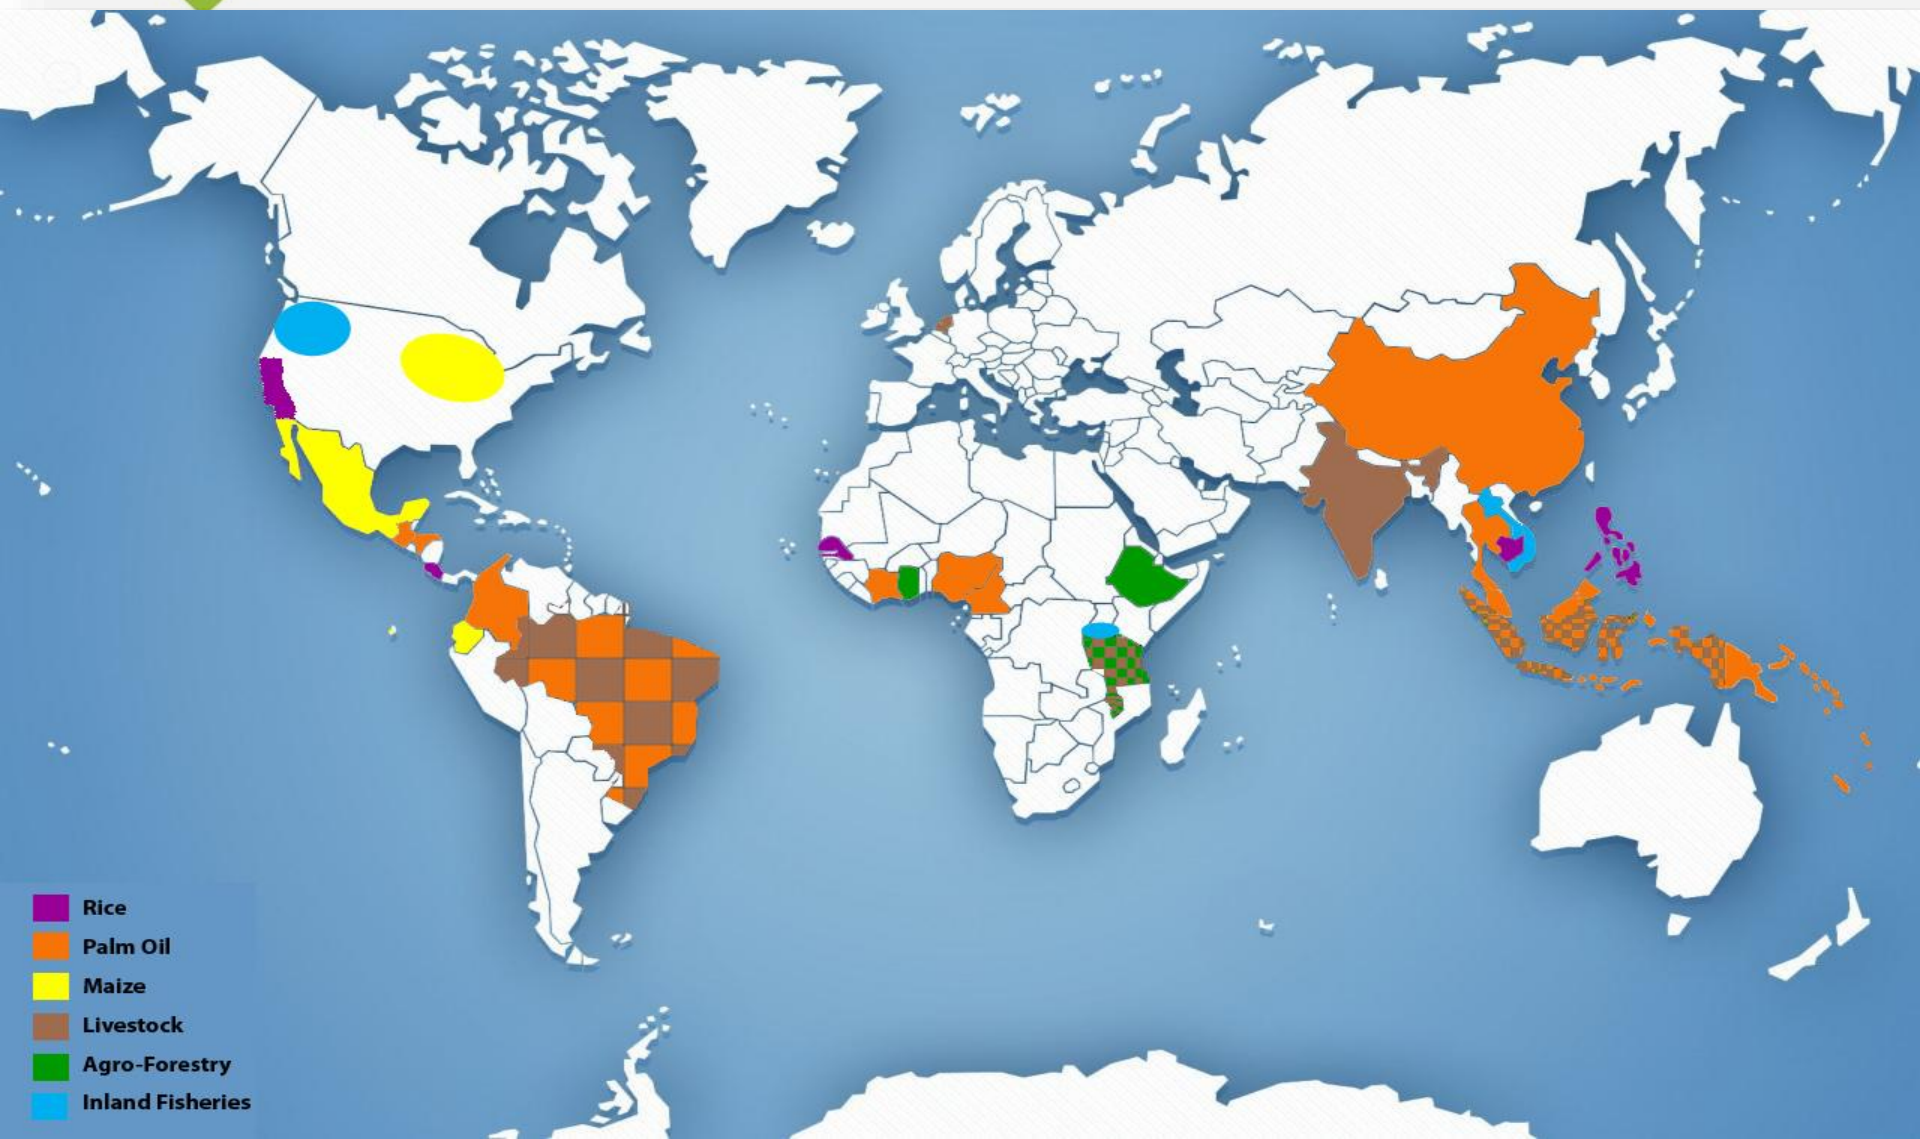 Rice
Palm Oil
Maize
Livestock
Agro-Forestry
Inland Fisheries